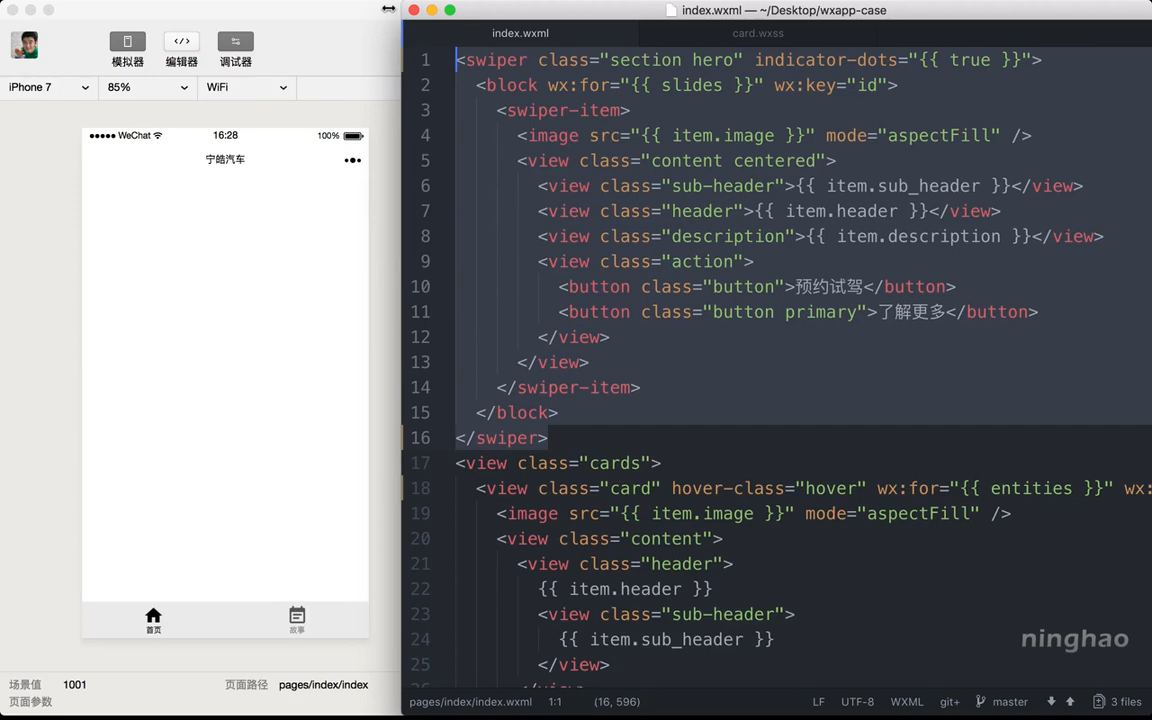 模拟器
编辑器
调试器
iPhone 7
85%
WiFi
WeChat
16:28
100%
宁皓汽车
首页
故事
场景值
1001
页面路径
pages/index/index
页面参数
index.wxml — ~/Desktop/wxapp-case
index.wxml
card.wxss
1 <swiper class="section hero" indicator-dots="{{ true }}">
2 <block wx:for="{{ slides }}" wx:key="id">
3 <swiper-item>
4 <image src="{{ item.image }}" mode="aspectFill" />
5 <view class="content centered">
6 <view class="sub-header">{{ item.sub_header }}</view>
7 <view class="header">{{ item.header }}</view>
8 <view class="description">{{ item.description }}</view>
9 <view class="action">
10 <button class="button">预约试驾</button>
11 <button class="button primary">了解更多</button>
12 </view>
13 </view>
14 </swiper-item>
15 </block>
16 </swiper>
17 <view class="cards">
18 <view class="card" hover-class="hover" wx:for="{{ entities }}" wx:
19 <image src="{{ item.image }}" mode="aspectFill" />
20 <view class="content">
21 <view class="header">
22 {{ item.header }}
23 <view class="sub-header">
24 {{ item.sub_header }}
25 </view>
ninghao
pages/index/index.wxml
1:1
(16, 596)
LF
UTF-8
WXML
git+
master
3 files